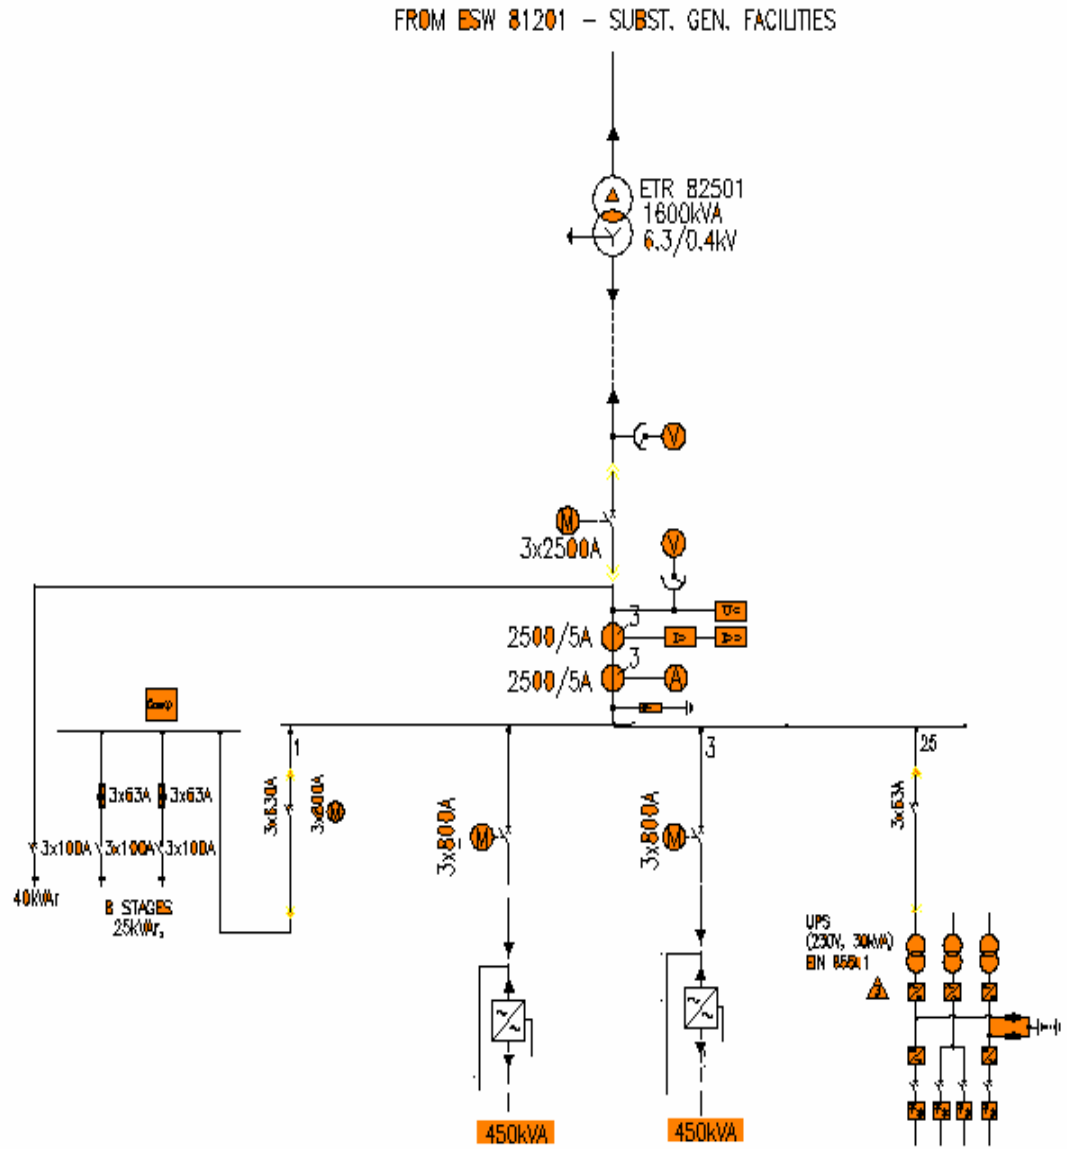 FROM ESW 81201 - SUBST. GEN. FACILITIES
ETR 82501
1600kVA
6.3/0.4kV
Y
V
M
3x2500A
V
U<
3
2500/5A
I>
I>>
3
2500/5A
A
1
3
25
3x63A
3x63A
3x630A
3x800A
M
3x800A
M
3x800A
M
3x63A
3x100A
3x100A
3x100A
40kVAr
8 STAGES
25kVAr,
UPS
(230V, 30kVA)
450kVA
450kVA